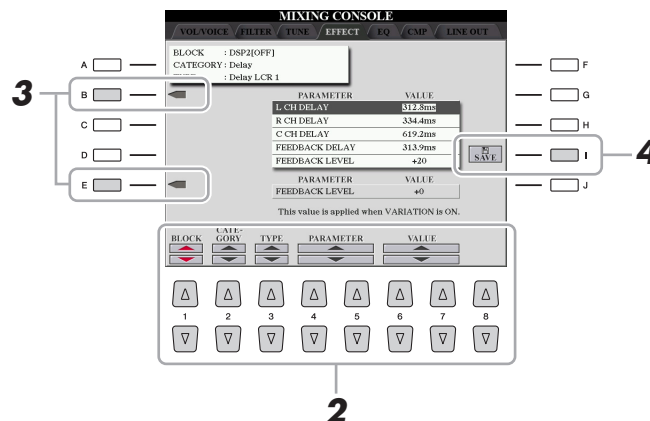 MIXING CONSOLE
VOL/VOICE FILTER TUNE EFFECT EQ CMP LINE OUT
BLOCK : DSP2[OFF]
CATEGORY : Delay
: Delay LCR 1
A
B
C
D
E
F
G
H
I
J
3
4
PARAMETER VALUE
L CH DELAY 312.8ms
R CH DELAY 334.4ms
C CH DELAY 619.2ms
FEEDBACK DELAY 313.9ms
FEEDBACK LEVEL +20
SAVE
PARAMETER VALUE
FEEDBACK LEVEL +0
This value is applied when VARIATION is ON.
BLOCK CATE-GORY TYPE PARAMETER VALUE
1 2 3 4 5 6 7 8
2